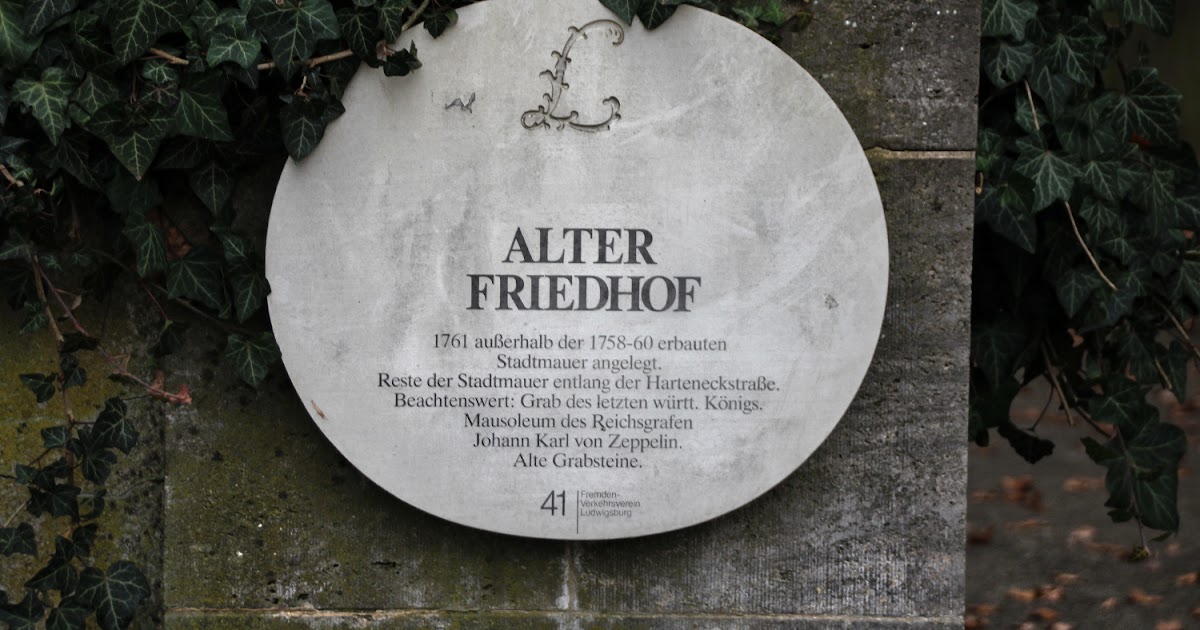 L
ALTER
FRIEDHOF
1761 außerhalb der 1758-60 erbauten
Stadtmauer angelegt.
Reste der Stadtmauer entlang der Harteneckstraße.
Beachtenswert: Grab des letzten württ. Königs.
Mausoleum des Reichsgrafen
Johann Karl von Zeppelin.
Alte Grabsteine.
41
Fremden-
Verkehrsverein
Ludwigsburg